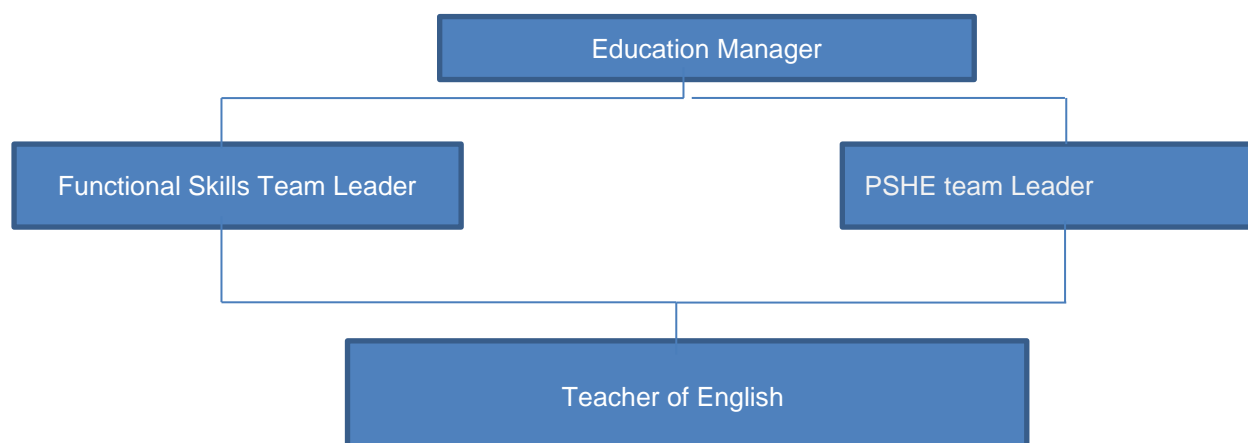 Education Manager
Functional Skills Team Leader
PSHE team Leader
Teacher of English